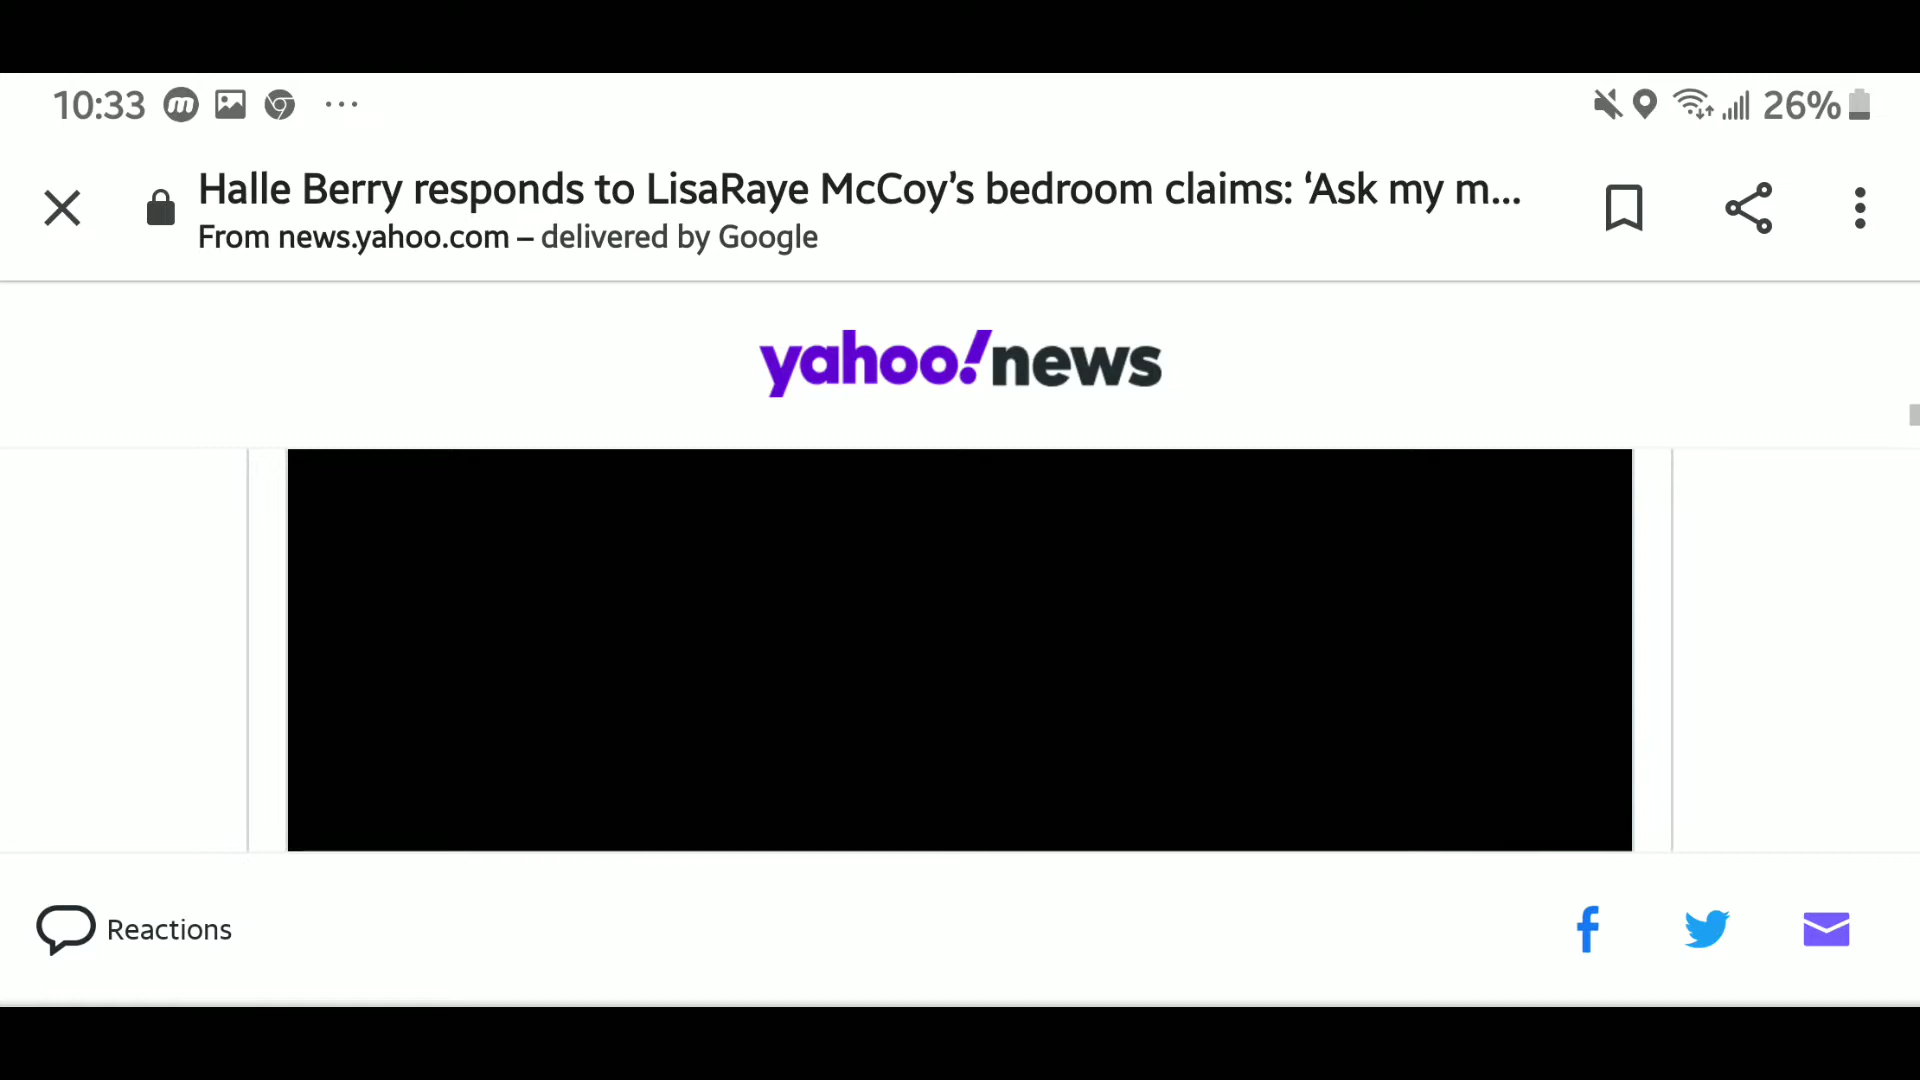 10:33 26%
Halle Berry responds to LisaRaye McCoy’s bedroom claims: ‘Ask my m...
From news.yahoo.com – delivered by Google
yahoo!news
Reactions